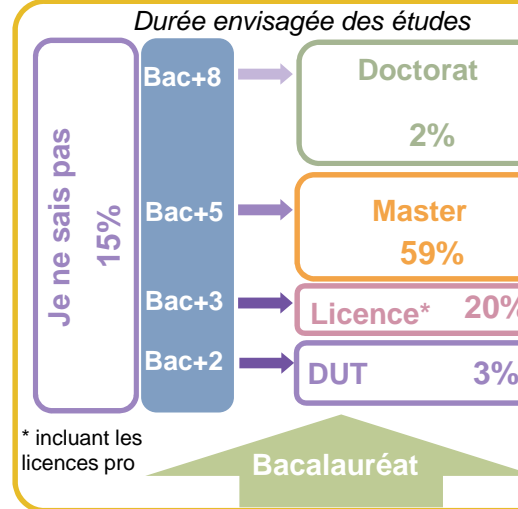 Durée envisagée des études
Je ne sais pas
15%
Bac+8
Doctorat
2%
Bac+5
Master
59%
Bac+3
Licence* 20%
Bac+2
DUT 3%
* incluant les
licences pro
Bacalauréat